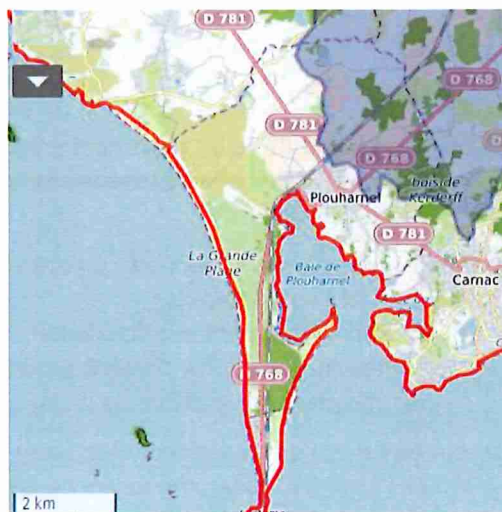 D 781
D 768
D 781
D 768
Plouharnel
bois de
Kerderff
D 781
La Grande
Plage
Baie de
Plouharnel
Carnac
D 768
2 km